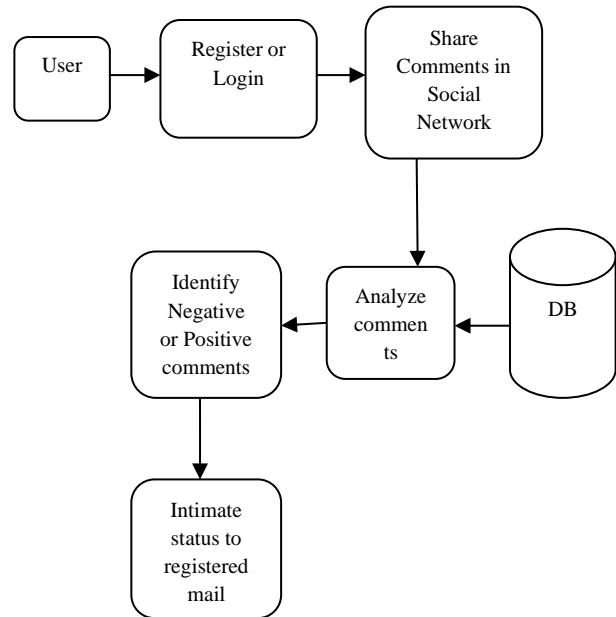 User
Register or
Login
Share
Comments in
Social
Network
Analyze
commen
ts
DB
Identify
Negative
or Positive
comments
Intimate
status to
registered
mail